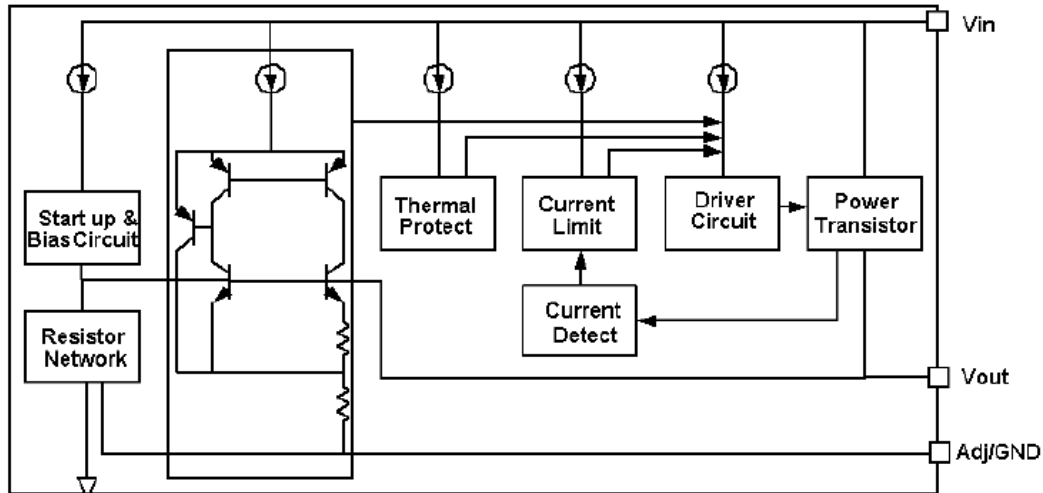 Vin
Start up &
Bias Circuit
Thermal
Protect
Current
Limit
Driver
Circuit
Power
Transistor
Resistor
Network
Current
Detect
Vout
Adj/GND